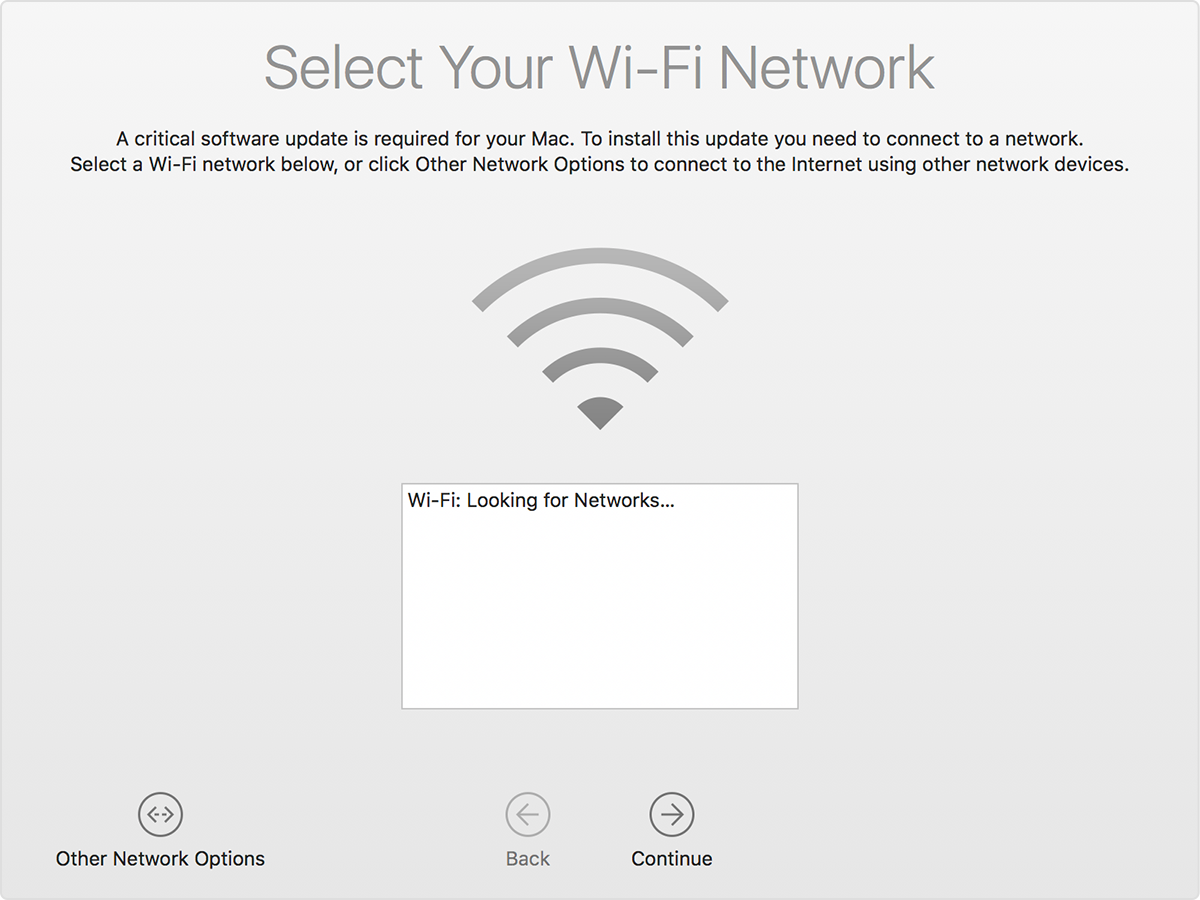 Select Your Wi-Fi Network
A critical software update is required for your Mac. To install this update you need to connect to a network.
Select a Wi-Fi network below, or click Other Network Options to connect to the Internet using other network devices.
Wi-Fi: Looking for Networks...
Other Network Options
Back
Continue